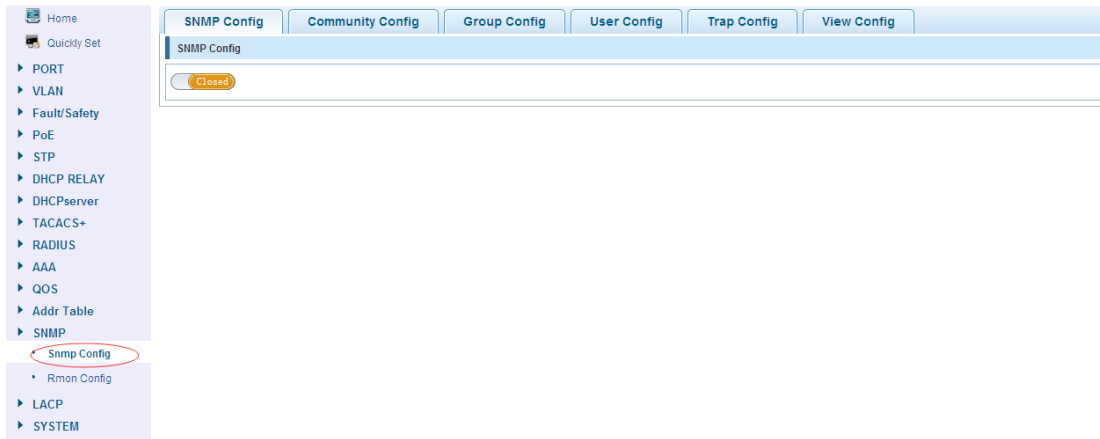 Home
Quickly Set
PORT
VLAN
Fault/Safety
PoE
STP
DHCP RELAY
DHCPserver
TACACS+
RADIUS
AAA
QOS
Addr Table
SNMP
Snmp Config
Rmon Config
LACP
SYSTEM
SNMP Config Community Config Group Config User Config Trap Config View Config
SNMP Config
Closed